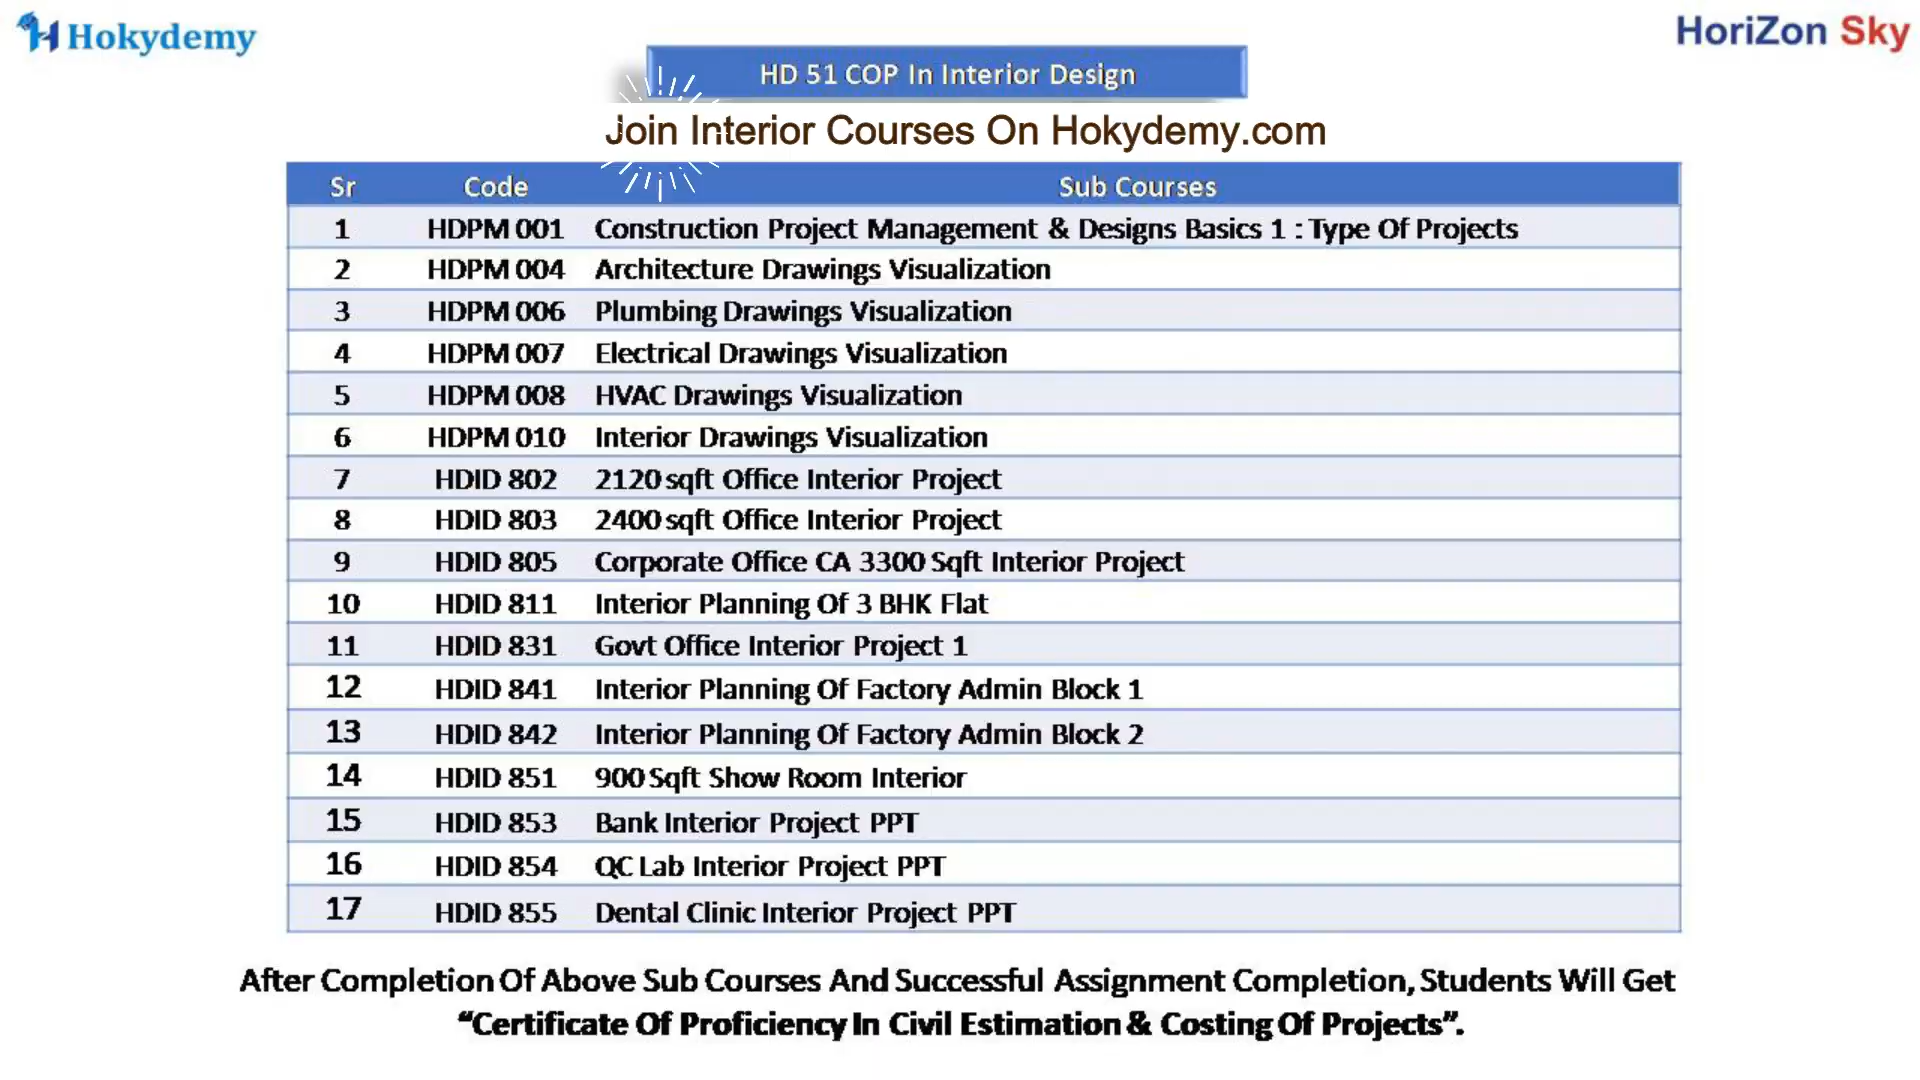 Hokydemy
HoriZon Sky
HD 51 COP In Interior Design
Join Interior Courses On Hokydemy.com
Sr Code Sub Courses
1 HDPM 001 Construction Project Management & Designs Basics 1 : Type Of Projects
2 HDPM 004 Architecture Drawings Visualization
3 HDPM 006 Plumbing Drawings Visualization
4 HDPM 007 Electrical Drawings Visualization
5 HDPM 008 HVAC Drawings Visualization
6 HDPM 010 Interior Drawings Visualization
7 HDID 802 2120 sqft Office Interior Project
8 HDID 803 2400 sqft Office Interior Project
9 HDID 805 Corporate Office CA 3300 Sqft Interior Project
10 HDID 811 Interior Planning Of 3 BHK Flat
11 HDID 831 Govt Office Interior Project 1
12 HDID 841 Interior Planning Of Factory Admin Block 1
13 HDID 842 Interior Planning Of Factory Admin Block 2
14 HDID 851 900 Sqft Show Room Interior
15 HDID 853 Bank Interior Project PPT
16 HDID 854 QC Lab Interior Project PPT
17 HDID 855 Dental Clinic Interior Project PPT
After Completion Of Above Sub Courses And Successful Assignment Completion, Students Will Get
“Certificate Of Proficiency In Civil Estimation & Costing Of Projects”.